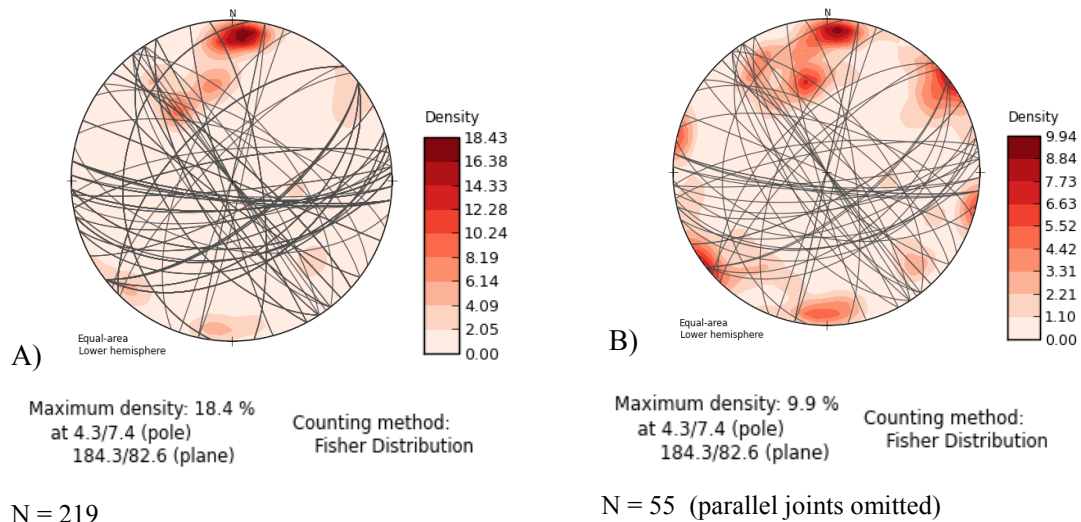 N
Density
18.43
16.38
14.33
12.28
10.24
8.19
6.14
4.09
2.05
0.00
Equal-area
Lower hemisphere
A)
Maximum density: 18.4 %
at 4.3/7.4 (pole)
184.3/82.6 (plane)
Counting method:
Fisher Distribution
N = 219
N
Density
9.94
8.84
7.73
6.63
5.52
4.42
3.31
2.21
1.10
0.00
Equal-area
Lower hemisphere
B)
Maximum density: 9.9 %
at 4.3/7.4 (pole)
184.3/82.6 (plane)
Counting method:
Fisher Distribution
N = 55 (parallel joints omitted)